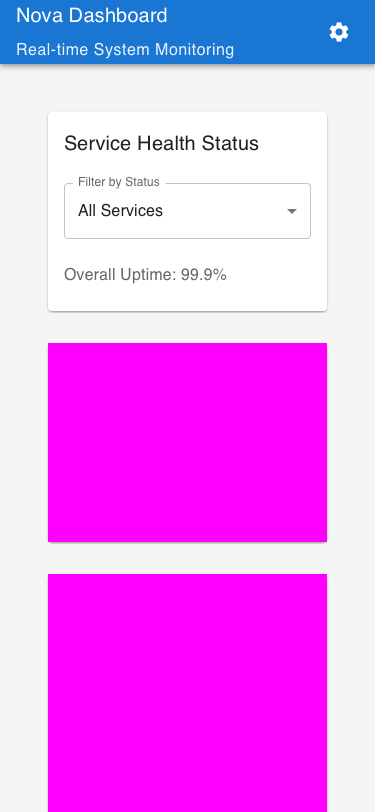 Nova Dashboard
Real-time System Monitoring
Service Health Status
Filter by Status
All Services
Overall Uptime: 99.9%